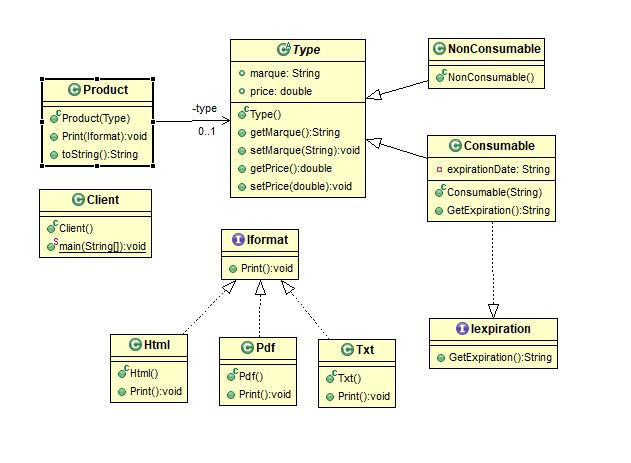 Product
Product(Type)
Print(Iformat):void
toString():String
-type
0..1
Type
marque: String
price: double
Type()
getMarque():String
setMarque(String):void
getPrice():double
setPrice(double):void
NonConsumable
NonConsumable()
Consumable
expirationDate: String
Consumable(String)
GetExpiration():String
Client
Client()
main(String[]):void
Iformat
Print():void
Iexpiration
GetExpiration():String
Html
Html()
Print():void
Pdf
Pdf()
Print():void
Txt
Txt()
Print():void